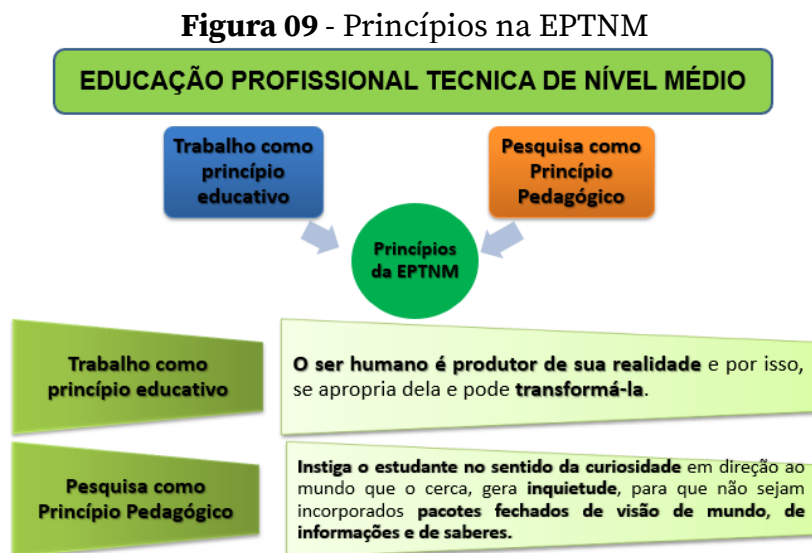 Figura 09 - Princípios na EPTNM
EDUCAÇÃO PROFISSIONAL TECNICA DE NÍVEL MÉDIO
Trabalho como
princípio
educativo
Pesquisa como
Princípio
Pedagógico
Princípios
da EPTNM
Trabalho como
princípio educativo
O ser humano é produtor de sua realidade e por isso,
se apropria dela e pode transformá-la.
Pesquisa como
Princípio Pedagógico
Instiga o estudante no sentido da curiosidade em direção ao
mundo que o cerca, gera inquietude, para que não sejam
incorporados pacotes fechados de visão de mundo, de
informações e de saberes.